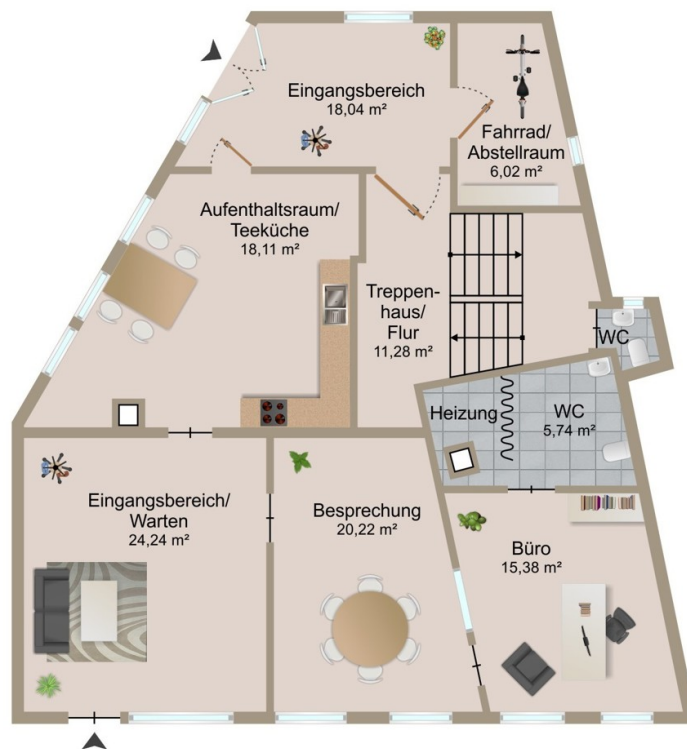 Eingangsbereich
18,04 m²
Fahrrad/
Abstellraum
6,02 m²
Aufenthaltsraum/
Teeküche
18,11 m²
Treppen-
haus/
Flur
11,28 m²
WC
Heizung
WC
5,74 m²
Eingangsbereich/
Warten
24,24 m²
Besprechung
20,22 m²
Büro
15,38 m²